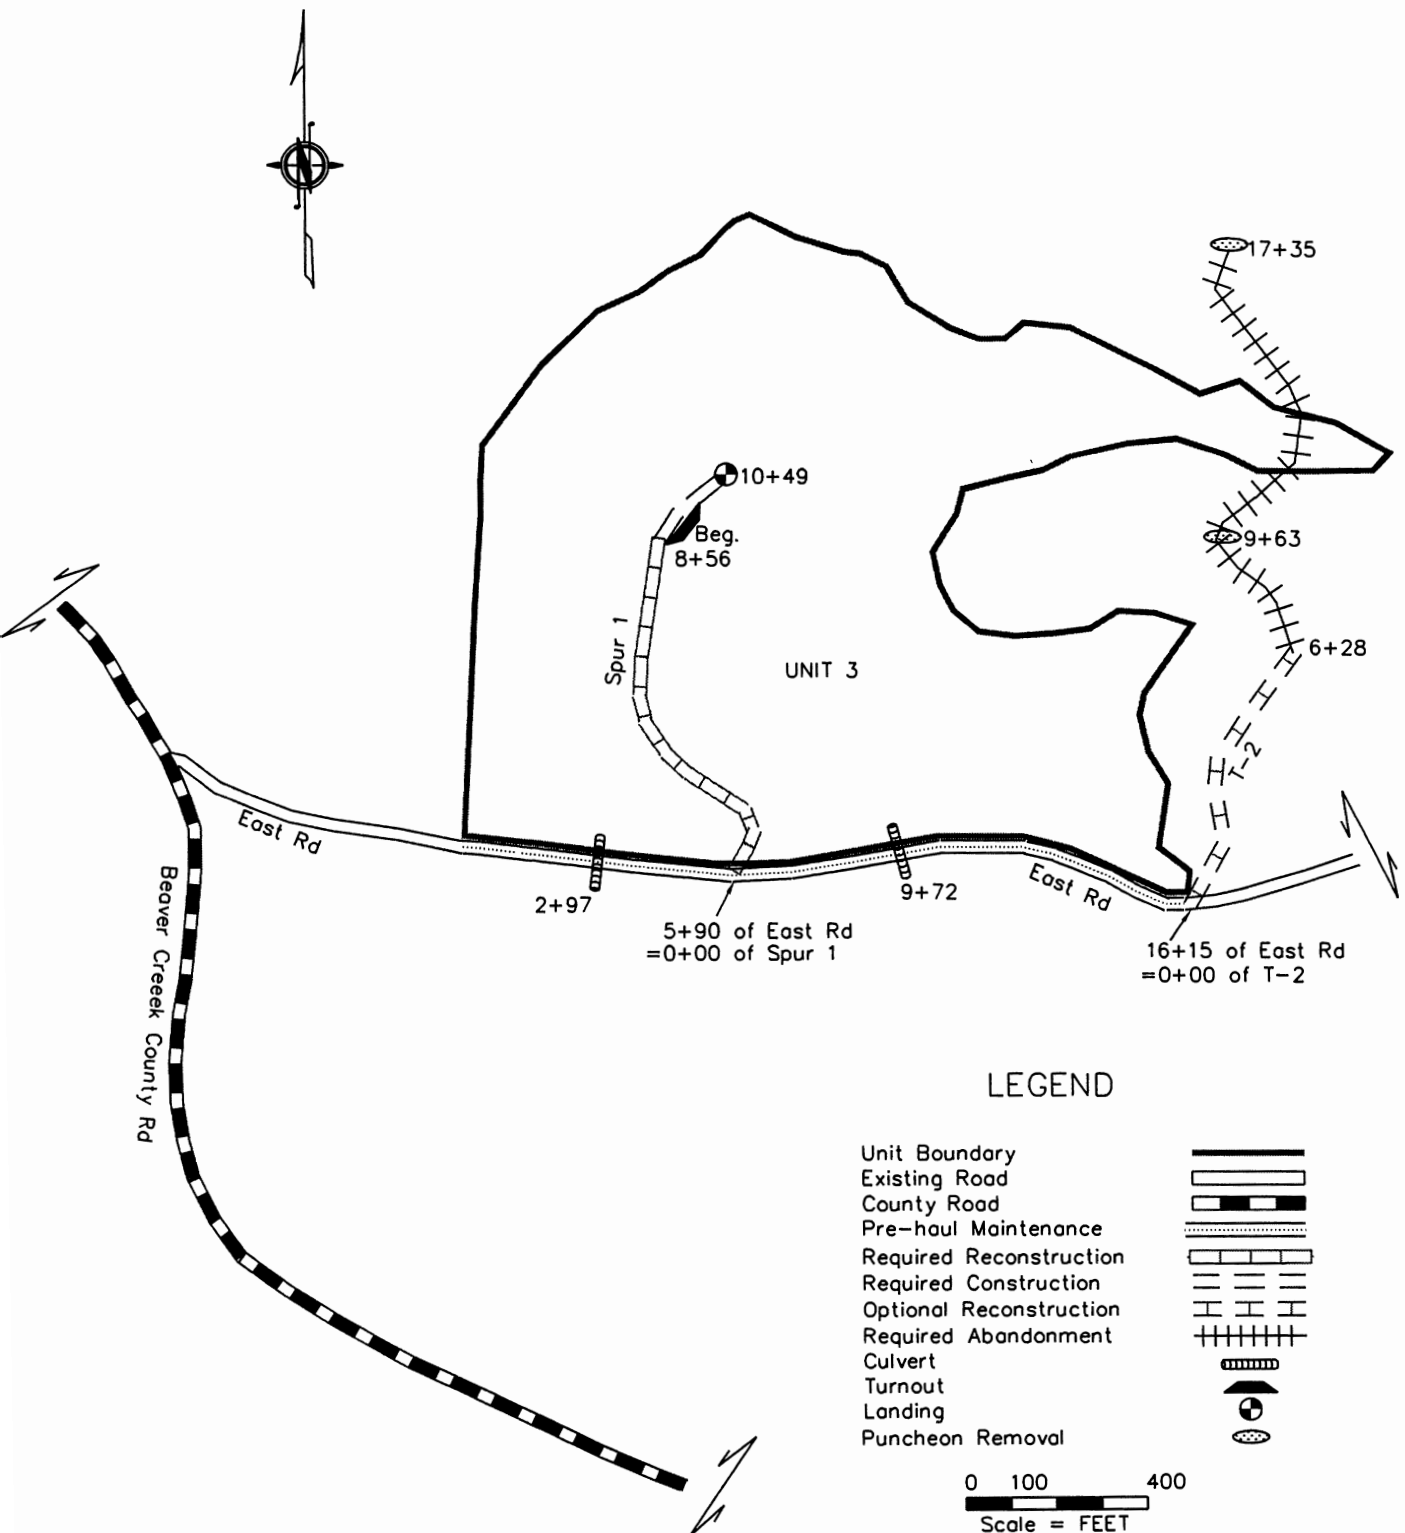 17+35
10+49
Beg.
8+56
9+63
Spur 1
UNIT 3
6+28
T-2
East Rd
2+97
9+72
East Rd
5+90 of East Rd
=0+00 of Spur 1
16+15 of East Rd
=0+00 of T-2
Beaver Creeek County Rd
LEGEND
Unit Boundary
Existing Road
County Road
Pre-haul Maintenance
Required Reconstruction
Required Construction
Optional Reconstruction
Required Abandonment
Culvert
Turnout
Landing
Puncheon Removal
0 100 400
Scale = FEET